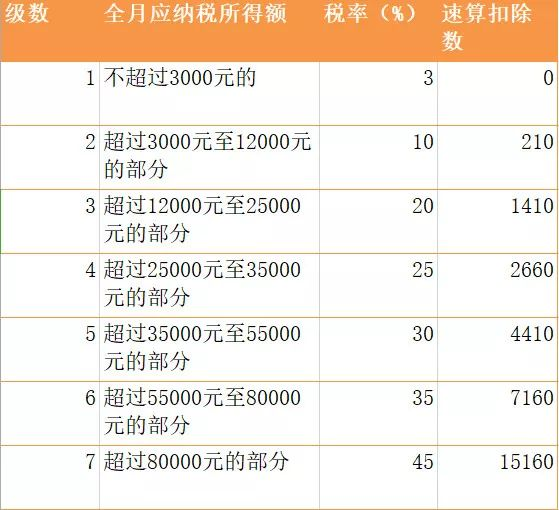 级数 全月应纳税所得额 税率（%） 速算扣除
数
1 不超过3000元的 3 0
2 超过3000元至12000元 10 210
的部分
3 超过12000元至25000 20 1410
元的部分
4 超过25000元至35000 25 2660
元的部分
5 超过35000元至55000 30 4410
元的部分
6 超过55000元至80000 35 7160
元的部分
7 超过80000元的部分 45 15160